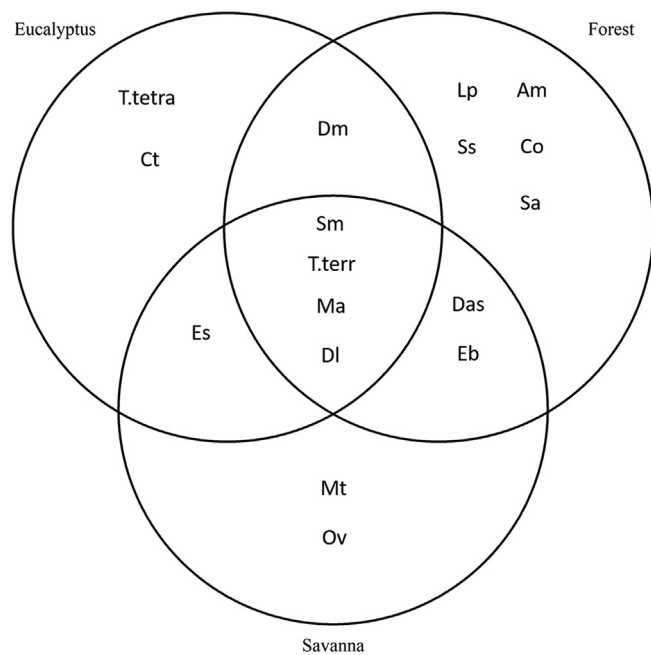 Eucalyptus
Forest
T.tetra
Ct
Dm
Lp Am
Ss Co
Sa
Sm
T.terr
Ma
Dl
Es
Das
Eb
Mt
Ov
Savanna